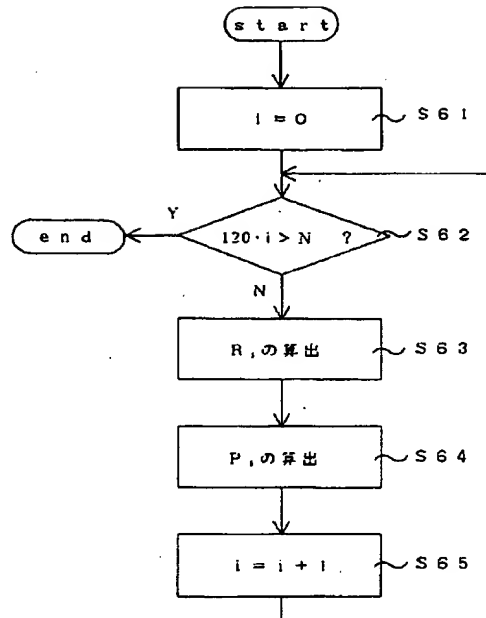 start
i = 0
S61
Y
end
120·i > N ?
S62
N
Riの算出
S63
Piの算出
S64
i = i + 1
S65